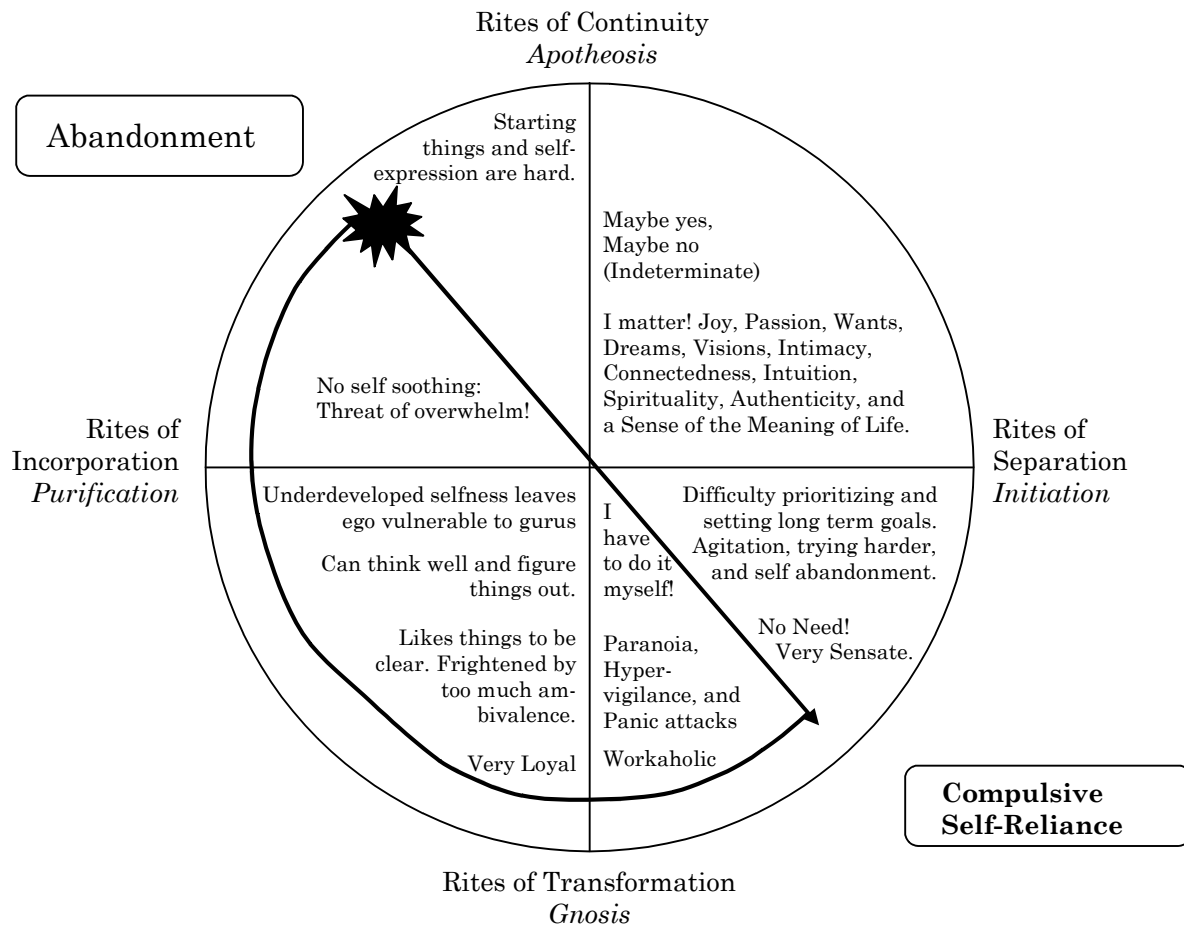 Rites of Continuity
Apotheosis
Abandonment
Starting
things and self-
expression are hard.
Maybe yes,
Maybe no
(Indeterminate)
I matter! Joy, Passion, Wants,
Dreams, Visions, Intimacy,
Connectedness, Intuition,
Spirituality, Authenticity, and
a Sense of the Meaning of Life.
No self soothing:
Threat of overwhelm!
Rites of
Incorporation
Purification
Rites of
Separation
Initiation
Underdeveloped selfness leaves
ego vulnerable to gurus
Can think well and figure
things out.
Likes things to be
clear. Frightened by
too much am-
bivalence.
Very Loyal
I
have
to do it
myself!
Paranoia,
Hyper-
vigilance, and
Panic attacks
Workaholic
Difficulty prioritizing and
setting long term goals.
Agitation, trying harder,
and self abandonment.
No Need!
Very Sensate.
Compulsive
Self-Reliance
Rites of Transformation
Gnosis